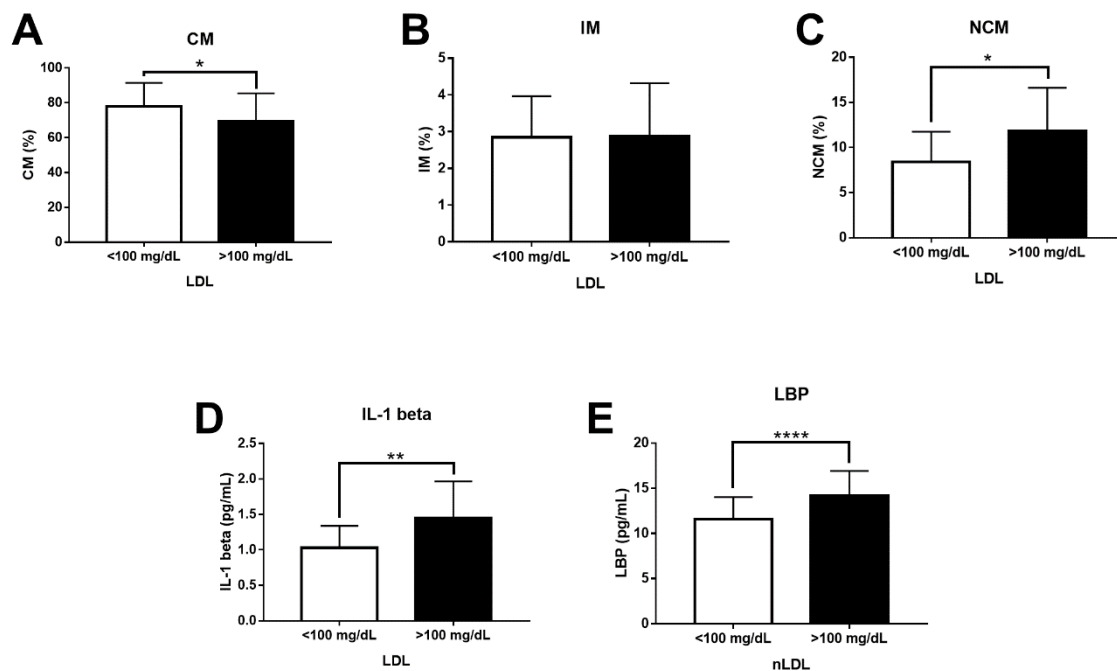 A
CM
*
CM (%)
100
80
60
40
20
0
<100 mg/dL
>100 mg/dL
LDL
B
IM
IM (%)
5
4
3
2
1
0
<100 mg/dL
>100 mg/dL
LDL
C
NCM
*
NCM (%)
20
15
10
5
0
<100 mg/dL
>100 mg/dL
LDL
D
IL-1 beta
**
IL-1 beta (pg/mL)
2.5
2.0
1.5
1.0
0.5
0.0
<100 mg/dL
>100 mg/dL
LDL
E
LBP
****
LBP (pg/mL)
20
15
10
5
0
<100 mg/dL
>100 mg/dL
nLDL